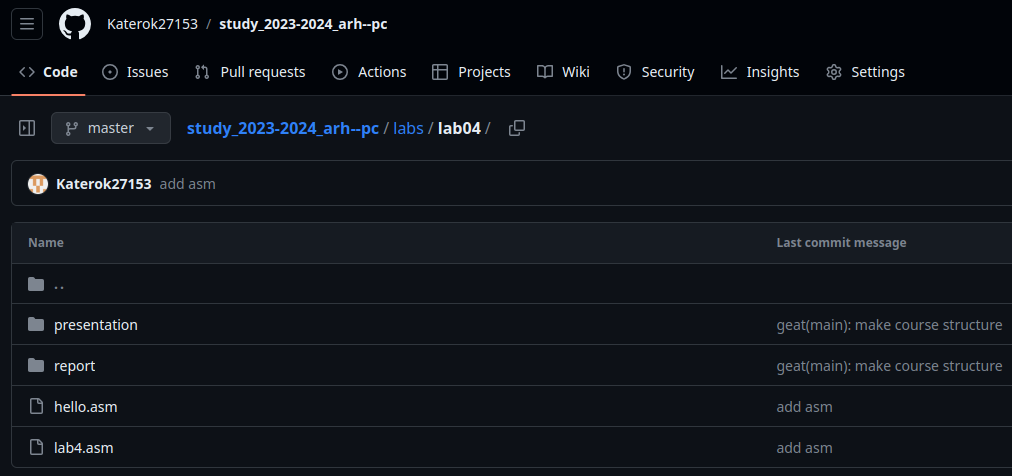 Katerok27153 / study_2023-2024_arh--pc
Code Issues Pull requests Actions Projects Wiki Security Insights Settings
master study_2023-2024_arh--pc / labs / lab04 /
Katerok27153 add asm
Name Last commit message
..
presentation geat(main): make course structure
report geat(main): make course structure
hello.asm add asm
lab4.asm add asm